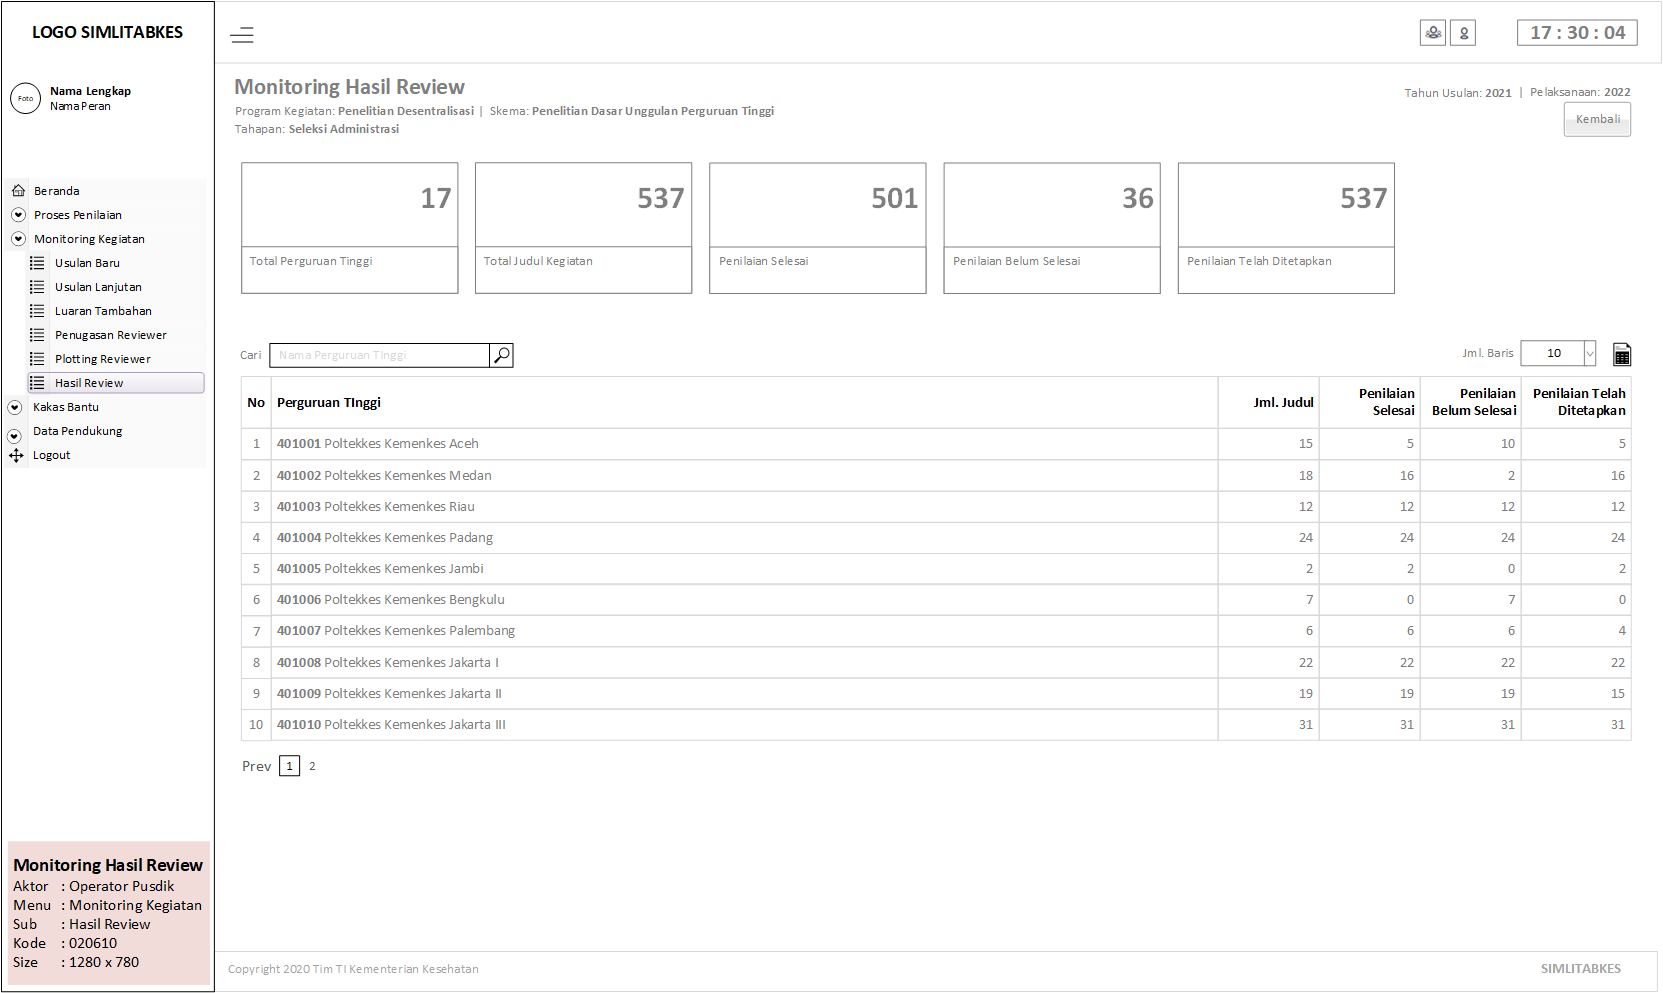 LOGO SIMLITABKES
17 : 30 : 04
Foto
Nama Lengkap
Nama Peran
Beranda
Proses Penilaian
Monitoring Kegiatan
Usulan Baru
Usulan Lanjutan
Luaran Tambahan
Penugasan Reviewer
Plotting Reviewer
Hasil Review
Kakas Bantu
Data Pendukung
Logout
Monitoring Hasil Review
Aktor : Operator Pusdik
Menu : Monitoring Kegiatan
Sub : Hasil Review
Kode : 020610
Size : 1280 x 780
Monitoring Hasil Review
Program Kegiatan: Penelitian Desentralisasi | Skema: Penelitian Dasar Unggulan Perguruan Tinggi
Tahapan: Seleksi Administrasi
Tahun Usulan: 2021 | Pelaksanaan: 2022
Kembali
17
Total Perguruan Tinggi
537
Total Judul Kegiatan
501
Penilaian Selesai
36
Penilaian Belum Selesai
537
Penilaian Telah Ditetapkan
Cari Nama Perguruan TInggi
Jml. Baris 10
No Perguruan TInggi Jml. Judul Penilaian Selesai Penilaian Belum Selesai Penilaian Telah Ditetapkan
1 401001 Poltekkes Kemenkes Aceh 15 5 10 5
2 401002 Poltekkes Kemenkes Medan 18 16 2 16
3 401003 Poltekkes Kemenkes Riau 12 12 12 12
4 401004 Poltekkes Kemenkes Padang 24 24 24 24
5 401005 Poltekkes Kemenkes Jambi 2 2 0 2
6 401006 Poltekkes Kemenkes Bengkulu 7 0 7 0
7 401007 Poltekkes Kemenkes Palembang 6 6 6 4
8 401008 Poltekkes Kemenkes Jakarta I 22 22 22 22
9 401009 Poltekkes Kemenkes Jakarta II 19 19 19 15
10 401010 Poltekkes Kemenkes Jakarta III 31 31 31 31
Prev 1 2
Copyright 2020 Tim TI Kementerian Kesehatan
SIMLITABKES